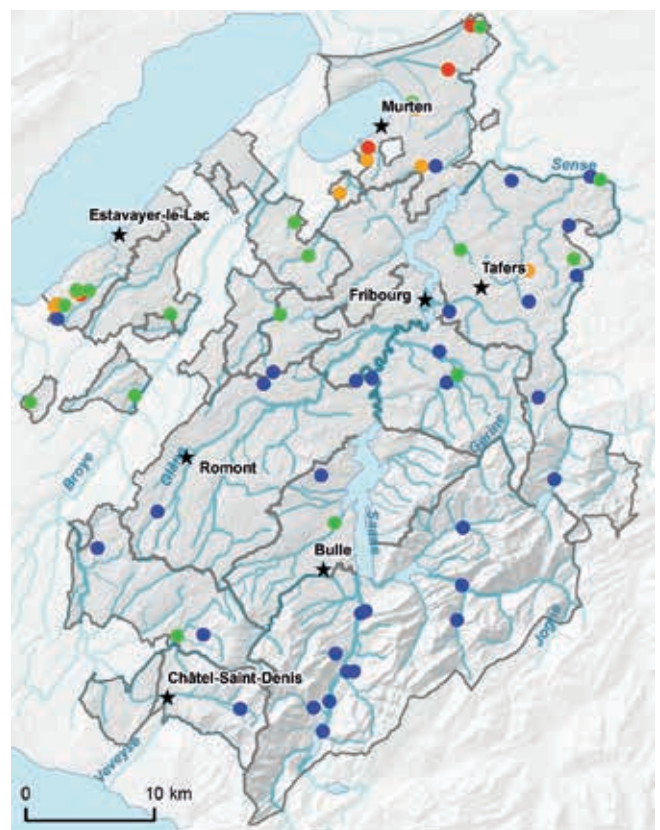 Murten
Sense
Estavayer-le-Lac
Tafers
Fribourg
Gérine
Broye
Glâne
Romont
Sarine
Bulle
Jogne
Châtel-Saint-Denis
Veveyse
0 10 km